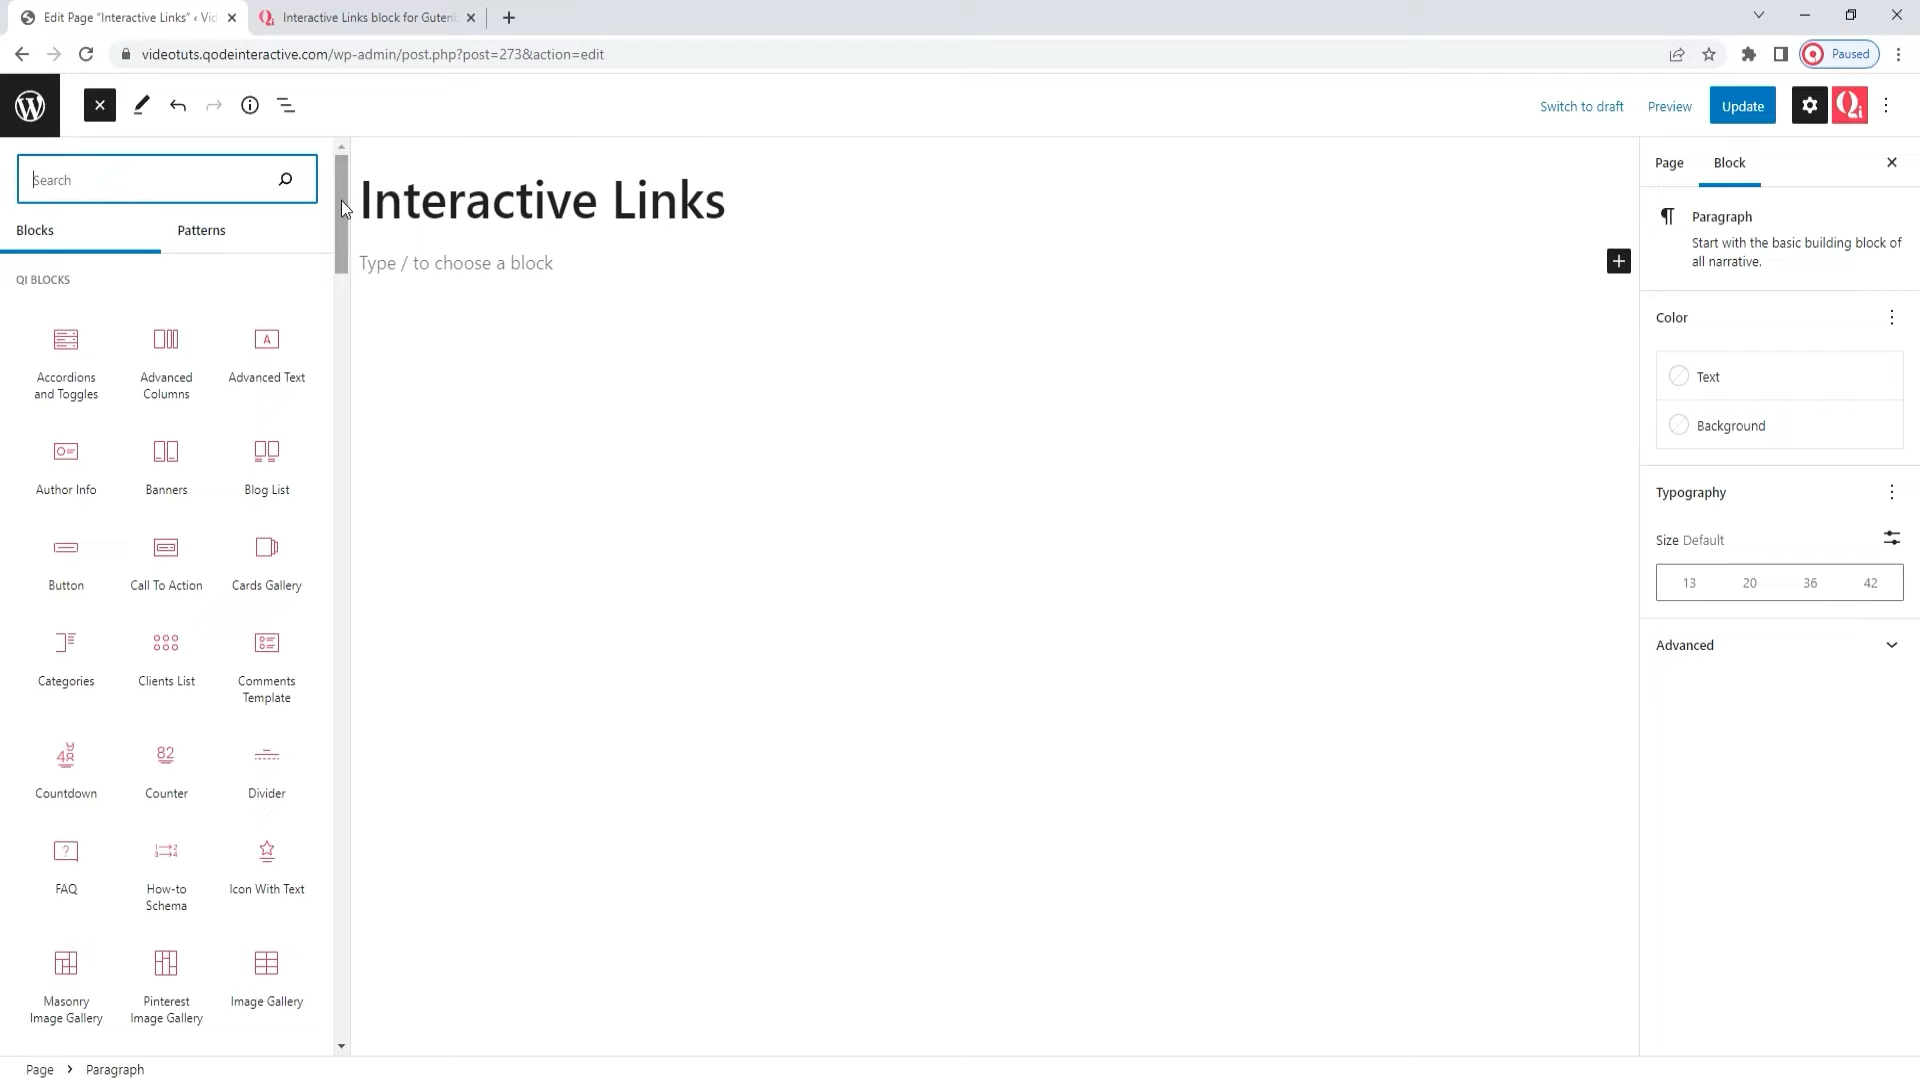 Edit Page “Interactive Links” ‹ Vid
Interactive Links block for Guten
videotuts.qodeinteractive.com/wp-admin/post.php?post=273&action=edit
Paused
Switch to draft
Preview
Update
Search
Blocks
Patterns
QI BLOCKS
Accordions and Toggles
Advanced Columns
Advanced Text
Author Info
Banners
Blog List
Button
Call To Action
Cards Gallery
Categories
Clients List
Comments Template
Countdown
Counter
Divider
FAQ
How-to Schema
Icon With Text
Masonry Image Gallery
Pinterest Image Gallery
Image Gallery
Interactive Links
Type / to choose a block
Page
Block
Paragraph
Start with the basic building block of
all narrative.
Color
Text
Background
Typography
Size Default
13 20 36 42
Advanced
Page › Paragraph